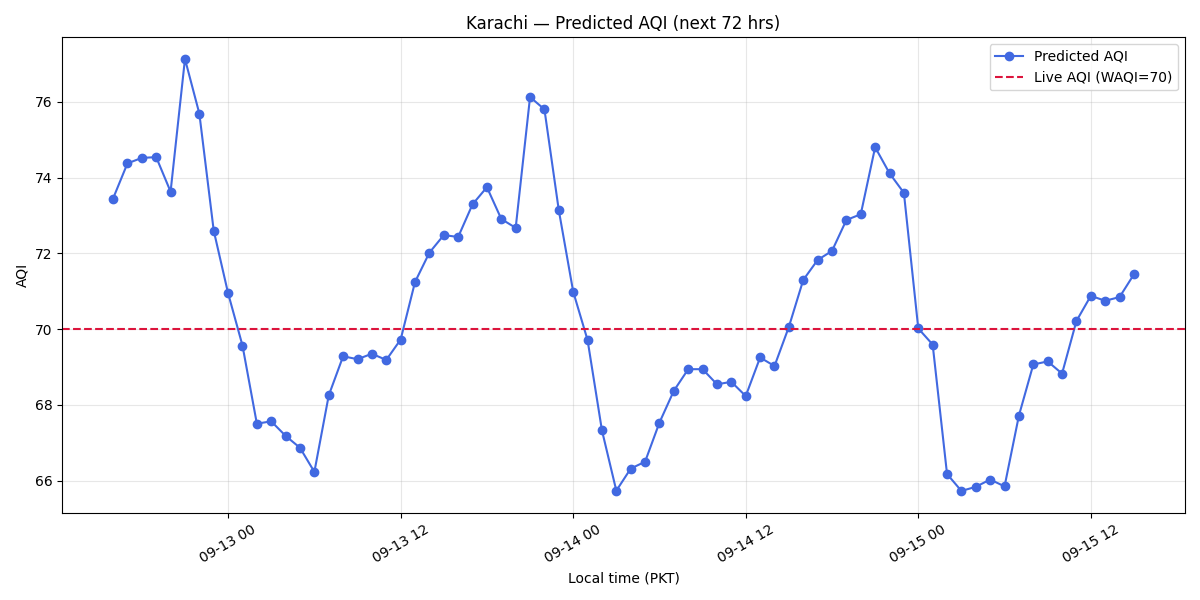 Karachi — Predicted AQI (next 72 hrs)
Predicted AQI
Live AQI (WAQI=70)
AQI
76
74
72
70
68
66
09-13 00
09-13 12
09-14 00
09-14 12
09-15 00
09-15 12
Local time (PKT)